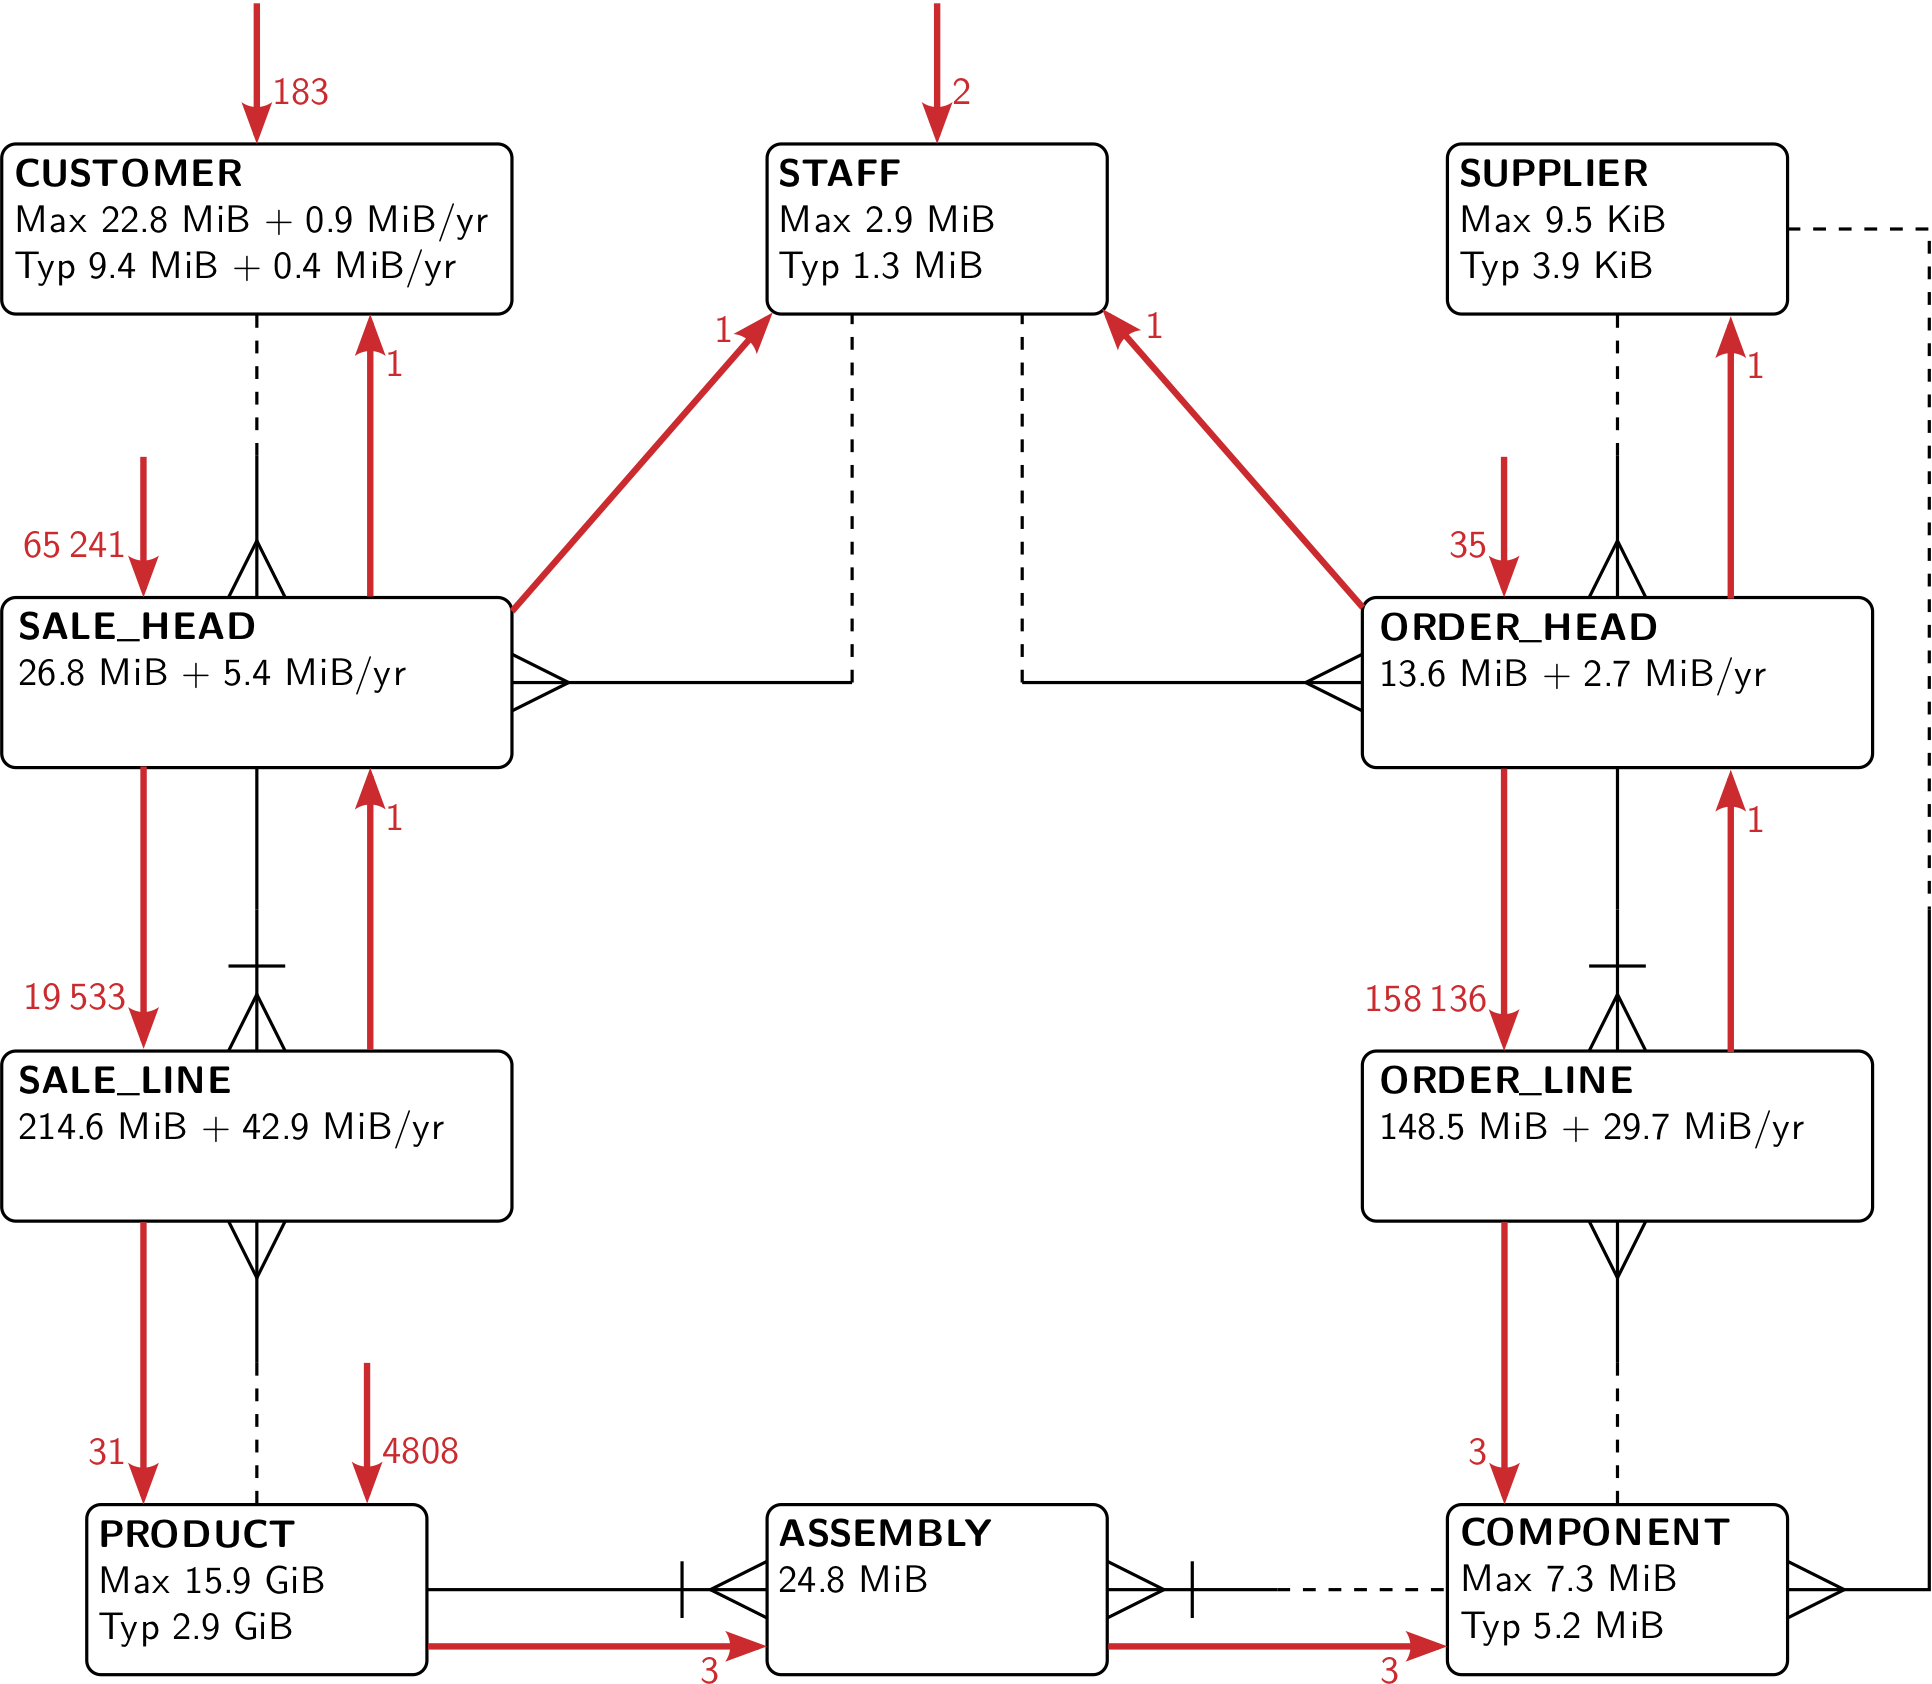 183
2
CUSTOMER
Max 22.8 MiB + 0.9 MiB/yr
Typ 9.4 MiB + 0.4 MiB/yr
STAFF
Max 2.9 MiB
Typ 1.3 MiB
SUPPLIER
Max 9.5 KiB
Typ 3.9 KiB
1
1
1
1
65 241
35
SALE_HEAD
26.8 MiB + 5.4 MiB/yr
ORDER_HEAD
13.6 MiB + 2.7 MiB/yr
1
1
19 533
158 136
SALE_LINE
214.6 MiB + 42.9 MiB/yr
ORDER_LINE
148.5 MiB + 29.7 MiB/yr
31
4808
3
PRODUCT
Max 15.9 GiB
Typ 2.9 GiB
ASSEMBLY
24.8 MiB
COMPONENT
Max 7.3 MiB
Typ 5.2 MiB
3
3